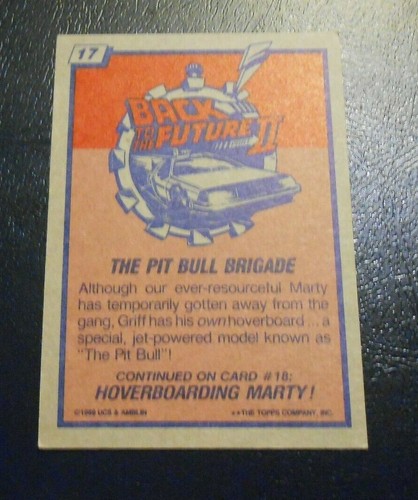 17
BACK
TO THE
FUTURE II
THE PIT BULL BRIGADE
Although our ever-resourceful Marty
has temporarily gotten away from the
gang, Griff has his own hoverboard ... a
special, jet-powered model known as
"The Pit Bull"!
CONTINUED ON CARD #18:
HOVERBOARDING MARTY!
©1989 UCS & AMBLIN
**THE TOPPS COMPANY, INC.